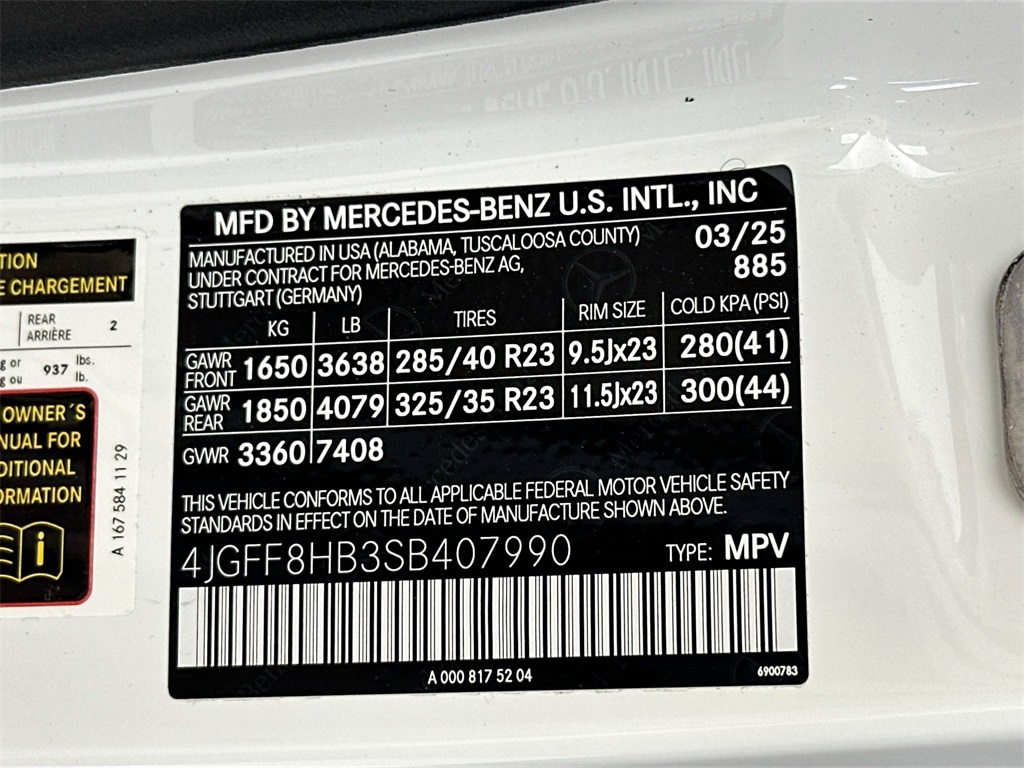 TION
E CHARGEMENT
REAR
ARRIÈRE 2
g or 937 lbs.
g ou lb.
OWNER´S
NUAL FOR
DITIONAL
ORMATION
i
A 167 584 11 29
MFD BY MERCEDES-BENZ U.S. INTL., INC
MANUFACTURED IN USA (ALABAMA, TUSCALOOSA COUNTY) 03/25
UNDER CONTRACT FOR MERCEDES-BENZ AG, 885
STUTTGART (GERMANY)
KG LB TIRES RIM SIZE COLD KPA (PSI)
GAWR FRONT 1650 3638 285/40 R23 9.5Jx23 280(41)
GAWR REAR 1850 4079 325/35 R23 11.5Jx23 300(44)
GVWR 3360 7408
THIS VEHICLE CONFORMS TO ALL APPLICABLE FEDERAL MOTOR VEHICLE SAFETY
STANDARDS IN EFFECT ON THE DATE OF MANUFACTURE SHOWN ABOVE.
4JGFF8HB3SB407990 TYPE: MPV
A 000 817 52 04 6900783